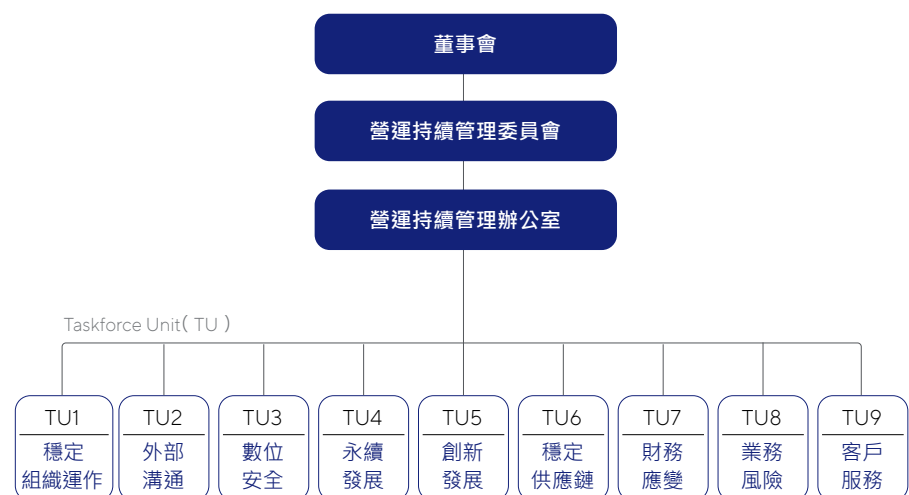 董事會
營運持續管理委員會
營運持續管理辦公室
Taskforce Unit( TU )
TU1
穩定
組織運作
TU2
外部
溝通
TU3
數位
安全
TU4
永續
發展
TU5
創新
發展
TU6
穩定
供應鏈
TU7
財務
應變
TU8
業務
風險
TU9
客戶
服務